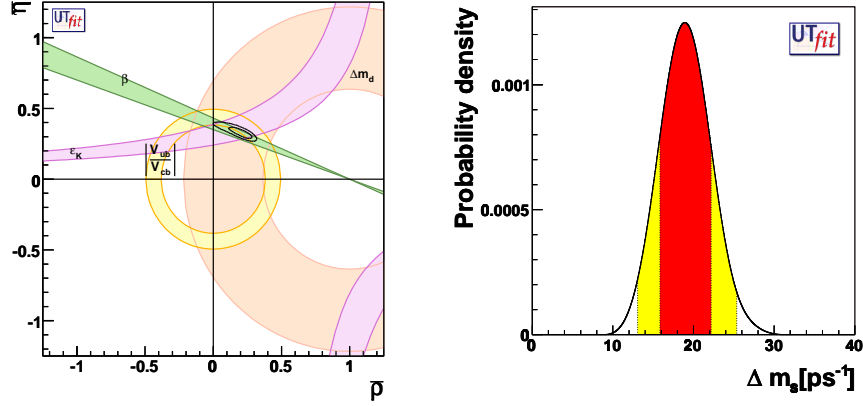 η̅
UTfit
1
0.5
0
-0.5
-1
β
Δm_d
ε_K
|V_ub / V_cb|
-1 -0.5 0 0.5 1
ρ̅
Probability density
UTfit
0.001
0.0005
0
0 10 20 30 40
Δ m_s[ps⁻¹]